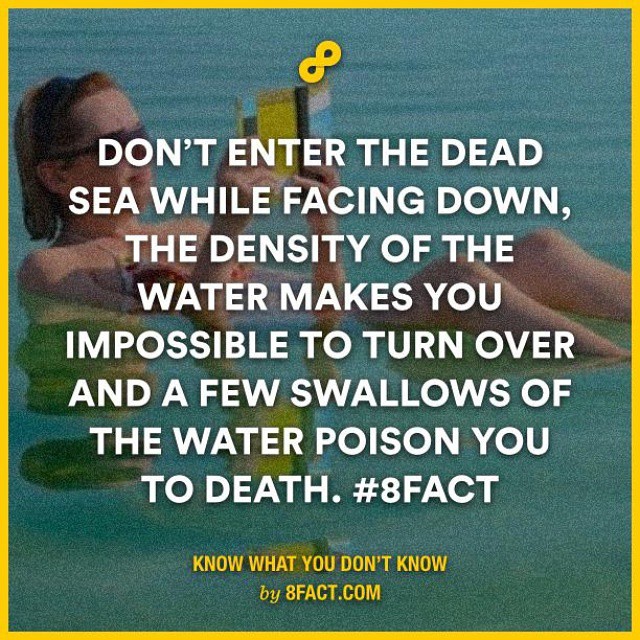 DON'T ENTER THE DEAD
SEA WHILE FACING DOWN,
THE DENSITY OF THE
WATER MAKES YOU
IMPOSSIBLE TO TURN OVER
AND A FEW SWALLOWS OF
THE WATER POISON YOU
TO DEATH. #8FACT
KNOW WHAT YOU DON'T KNOW
by 8FACT.COM